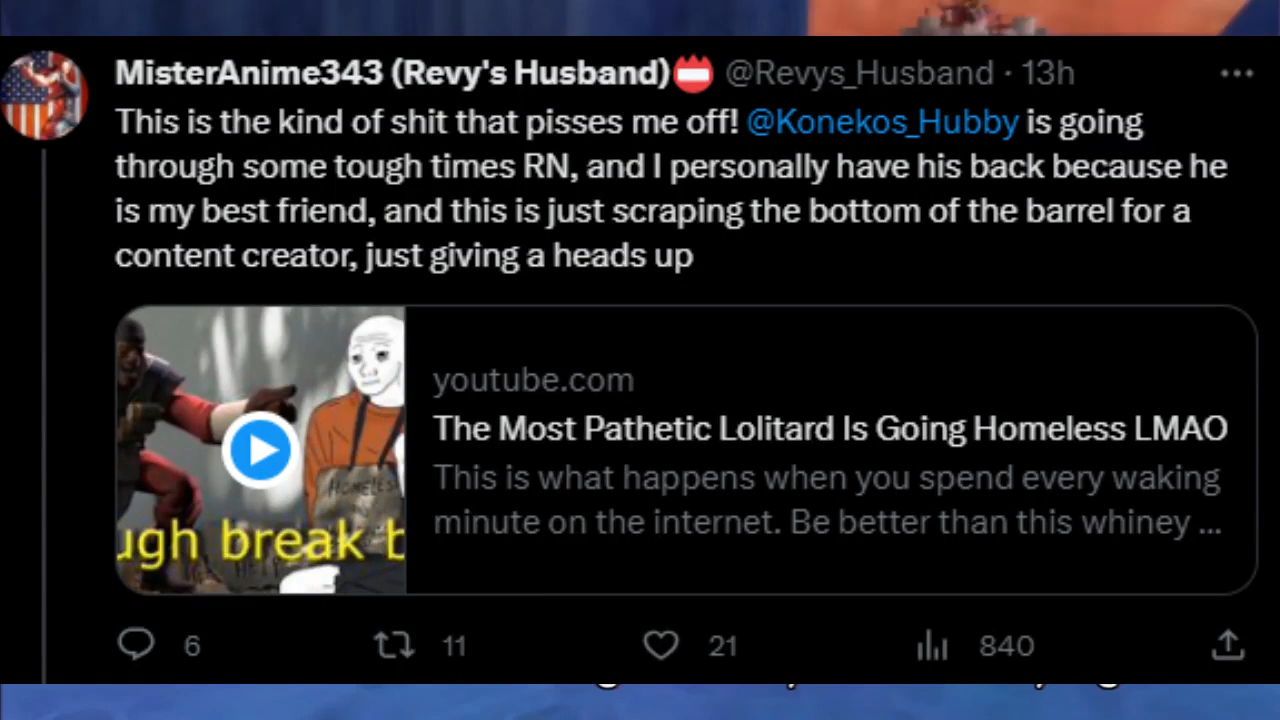 MisterAnime343 (Revy's Husband) @Revys_Husband · 13h
This is the kind of shit that pisses me off! @Konekos_Hubby is going
through some tough times RN, and I personally have his back because he
is my best friend, and this is just scraping the bottom of the barrel for a
content creator, just giving a heads up
youtube.com
The Most Pathetic Lolitard Is Going Homeless LMAO
This is what happens when you spend every waking
minute on the internet. Be better than this whiney ...
HOMELESS
ugh break b
6 11 21 840